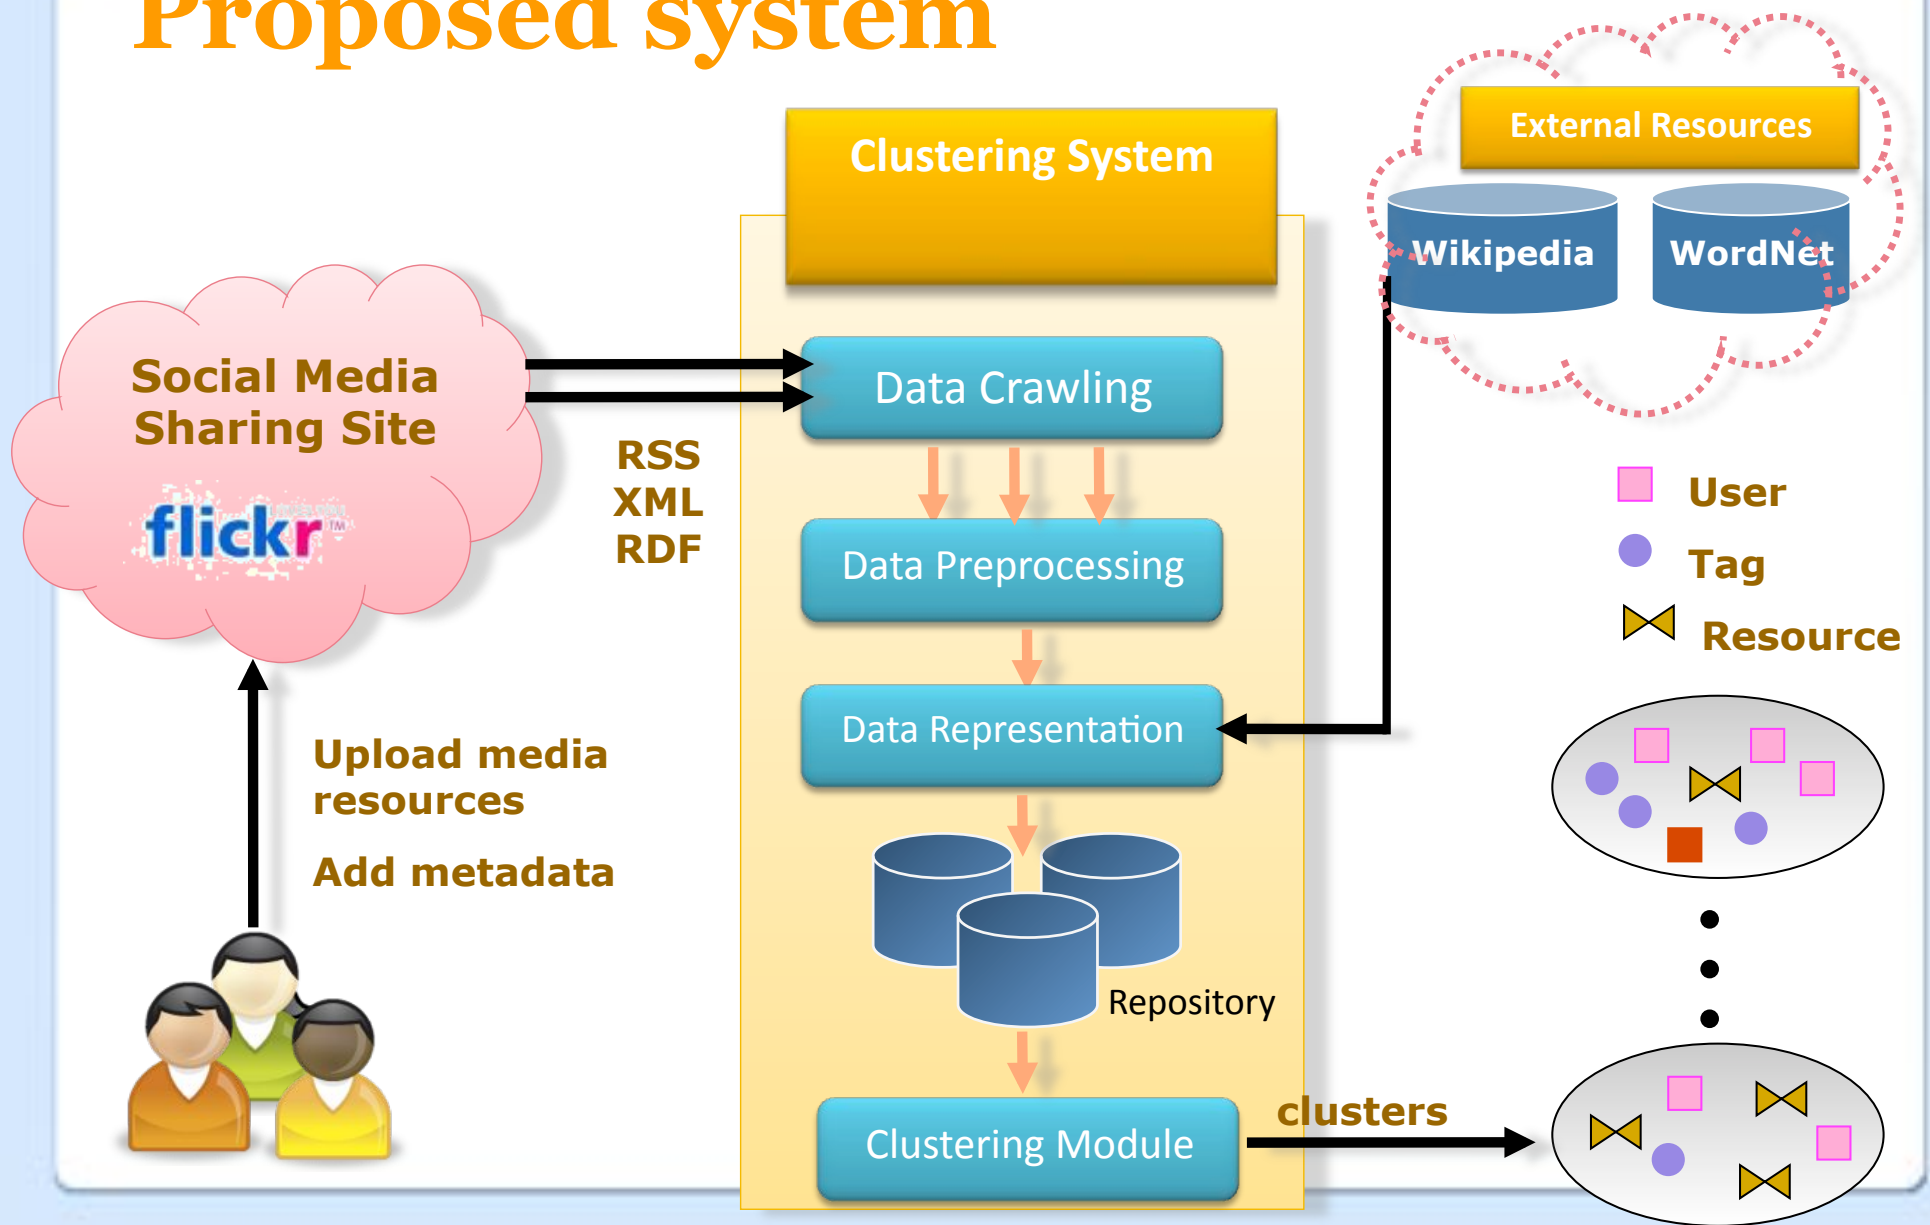 Proposed system
Clustering System
External Resources
Wikipedia
WordNet
Social Media
Sharing Site
flickr™
RSS
XML
RDF
Data Crawling
Data Preprocessing
Data Representation
Repository
Clustering Module
clusters
User
Tag
Resource
Upload media
resources
Add metadata